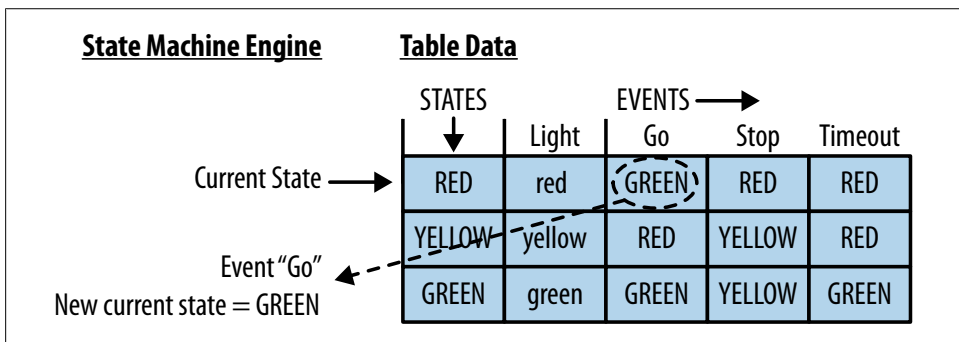 State Machine Engine Table Data
STATES EVENTS
Light Go Stop Timeout
Current State RED red GREEN RED RED
YELLOW yellow RED YELLOW RED
Event “Go”
New current state = GREEN GREEN green GREEN YELLOW GREEN